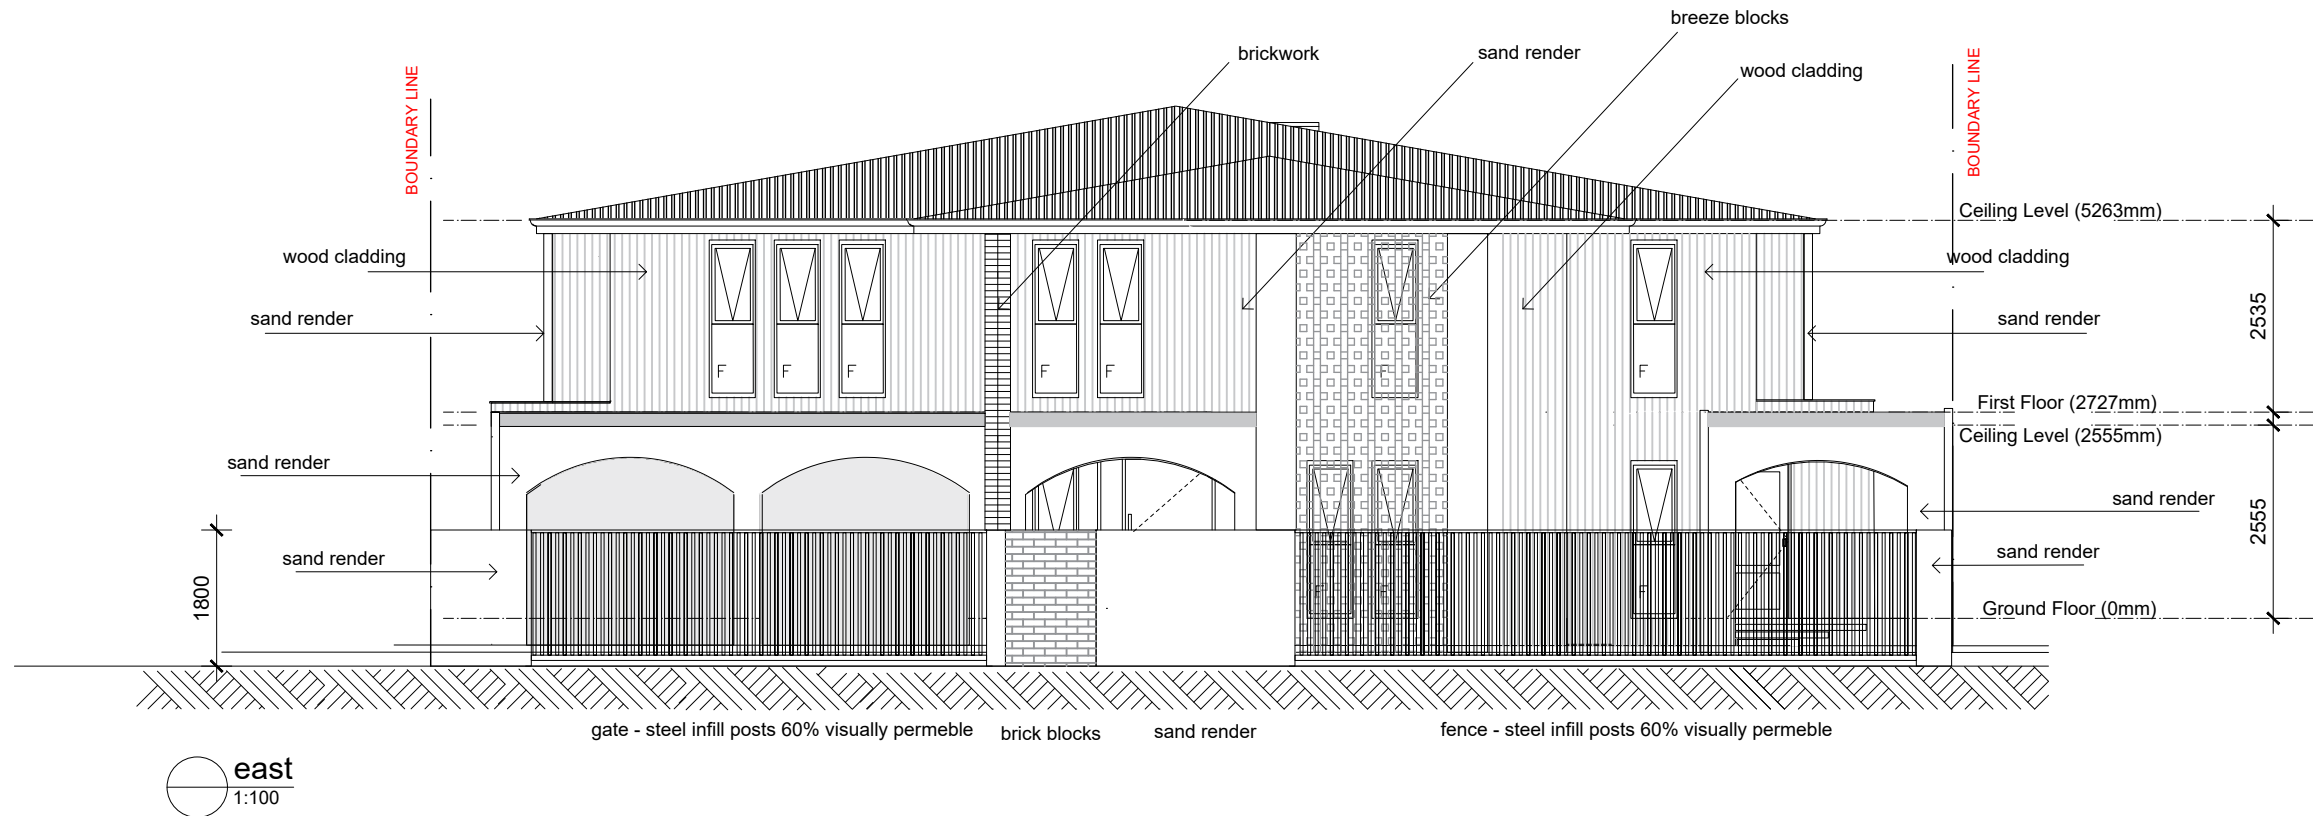 breeze blocks
brickwork
sand render
wood cladding
BOUNDARY LINE
BOUNDARY LINE
Ceiling Level (5263mm)
wood cladding
wood cladding
sand render
sand render
2535
F
F
F
F
F
F
F
First Floor (2727mm)
Ceiling Level (2555mm)
sand render
sand render
2555
sand render
sand render
1800
F
F
F
Ground Floor (0mm)
gate - steel infill posts 60% visually permeble
brick blocks
sand render
fence - steel infill posts 60% visually permeble
east
1:100